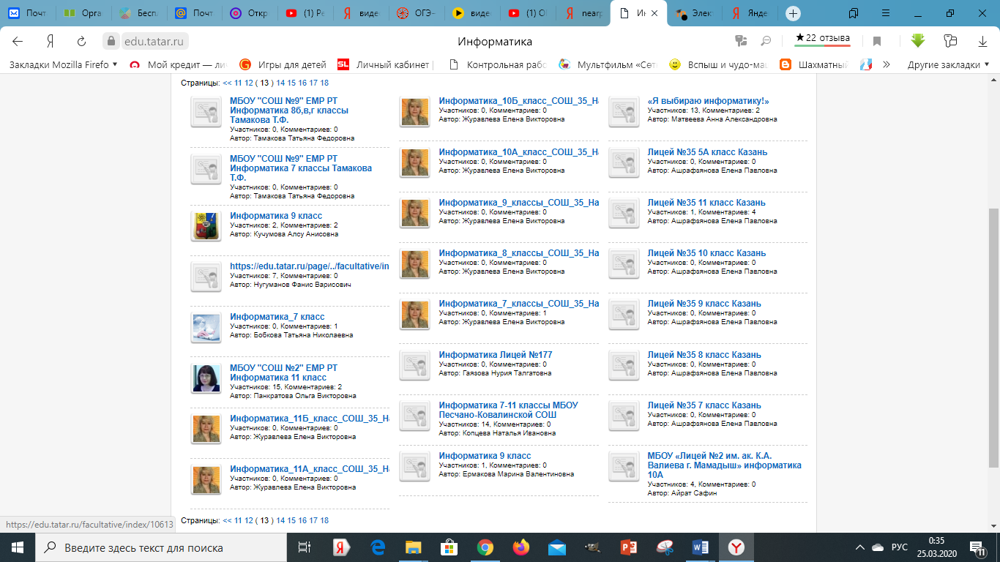 Почт
Орга
Бесп
Почт
Откр
(1) Ре
виде
ОГЭ-
виде
(1) О
nearp
Ин
Элек
Янде
edu.tatar.ru
Информатика
★22 отзыва
Закладки Mozilla Firefo
Мой кредит — ли
Игры для детей
Личный кабинет |
Контрольная рабо
Мультфильм «Сет
Вспыш и чудо-ма
Шахматный
»
Другие закладки
Страницы: << 11 12 ( 13 ) 14 15 16 17 18
МБОУ "СОШ №9" ЕМР РТ
Информатика 8б,в,г классы
Тамакова Т.Ф.
Участников: 0, Комментариев: 0
Автор: Тамакова Татьяна Федоровна
МБОУ "СОШ №9" ЕМР РТ
Информатика 7 классы Тамакова
Т.Ф.
Участников: 0, Комментариев: 0
Автор: Тамакова Татьяна Федоровна
Информатика 9 класс
Участников: 2, Комментариев: 2
Автор: Кучумова Алсу Анисовна
https://edu.tatar.ru/page/../facultative/in
Участников: 7, Комментариев: 0
Автор: Нугуманов Фанис Варисович
Информатика_7 класс
Участников: 0, Комментариев: 1
Автор: Бобкова Татьяна Николаевна
МБОУ "СОШ №2" ЕМР РТ
Информатика 11 класс
Участников: 15, Комментариев: 2
Автор: Панкратова Ольга Викторовна
Информатика_11Б_класс_СОШ_35_На
Участников: 0, Комментариев: 0
Автор: Журавлева Елена Викторовна
Информатика_11А_класс_СОШ_35_На
Участников: 0, Комментариев: 0
Автор: Журавлева Елена Викторовна
Информатика_10Б_класс_СОШ_35_На
Участников: 0, Комментариев: 0
Автор: Журавлева Елена Викторовна
Информатика_10А_класс_СОШ_35_На
Участников: 0, Комментариев: 0
Автор: Журавлева Елена Викторовна
Информатика_9_классы_СОШ_35_На
Участников: 0, Комментариев: 0
Автор: Журавлева Елена Викторовна
Информатика_8_классы_СОШ_35_На
Участников: 0, Комментариев: 0
Автор: Журавлева Елена Викторовна
Информатика_7_классы_СОШ_35_На
Участников: 0, Комментариев: 1
Автор: Журавлева Елена Викторовна
Информатика Лицей №177
Участников: 0, Комментариев: 0
Автор: Гаязова Нурия Талгатовна
Информатика 7-11 классы МБОУ
Песчано-Ковалинской СОШ
Участников: 14, Комментариев: 0
Автор: Копцева Наталья Ивановна
Информатика 9 класс
Участников: 1, Комментариев: 0
Автор: Ермакова Марина Валентиновна
«Я выбираю информатику!»
Участников: 13, Комментариев: 2
Автор: Матвеева Анна Александровна
Лицей №35 5А класс Казань
Участников: 0, Комментариев: 0
Автор: Ашрафзянова Елена Павловна
Лицей №35 11 класс Казань
Участников: 1, Комментариев: 4
Автор: Ашрафзянова Елена Павловна
Лицей №35 10 класс Казань
Участников: 0, Комментариев: 0
Автор: Ашрафзянова Елена Павловна
Лицей №35 9 класс Казань
Участников: 0, Комментариев: 0
Автор: Ашрафзянова Елена Павловна
Лицей №35 8 класс Казань
Участников: 0, Комментариев: 0
Автор: Ашрафзянова Елена Павловна
Лицей №35 7 класс Казань
Участников: 0, Комментариев: 0
Автор: Ашрафзянова Елена Павловна
МБОУ «Лицей №2 им. ак. К.А.
Валиева г. Мамадыш» информатика
10А
Участников: 4, Комментариев: 0
Автор: Айрат Сафин
Страницы: << 11 12 ( 13 ) 14 15 16 17 18
https://edu.tatar.ru/facultative/index/10613
Введите здесь текст для поиска
РУС
0:35
25.03.2020
11